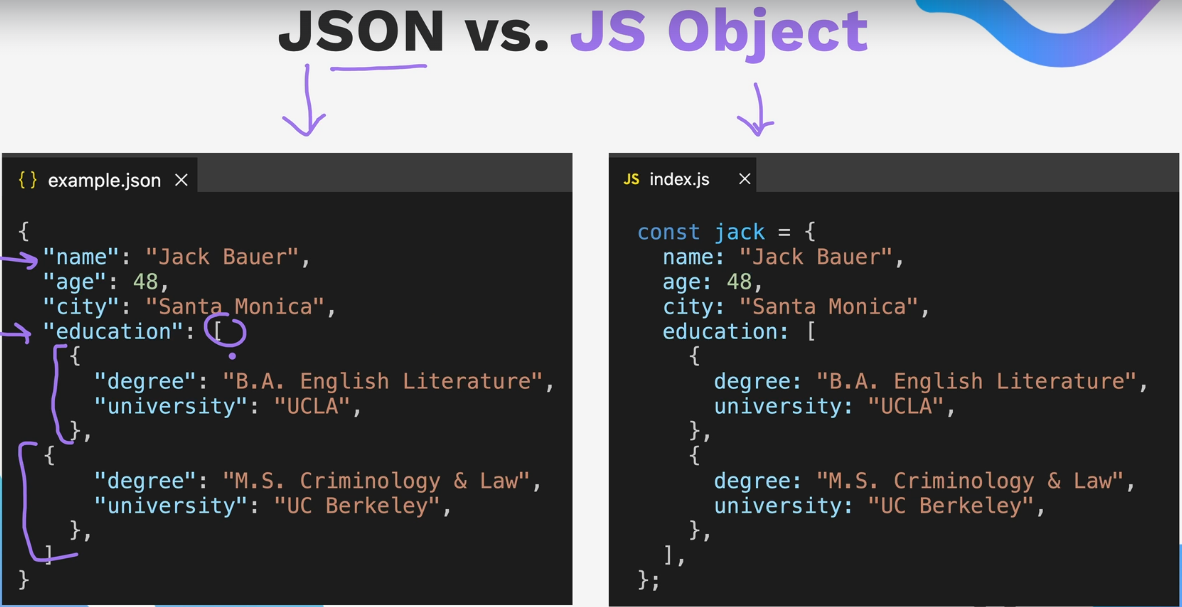 JSON vs. JS Object
{ } example.json ×
{
"name": "Jack Bauer",
"age": 48,
"city": "Santa Monica",
"education": [
{
"degree": "B.A. English Literature",
"university": "UCLA",
},
{
"degree": "M.S. Criminology & Law",
"university": "UC Berkeley",
},
]
}
JS index.js ×
const jack = {
name: "Jack Bauer",
age: 48,
city: "Santa Monica",
education: [
{
degree: "B.A. English Literature",
university: "UCLA",
},
{
degree: "M.S. Criminology & Law",
university: "UC Berkeley",
},
],
};